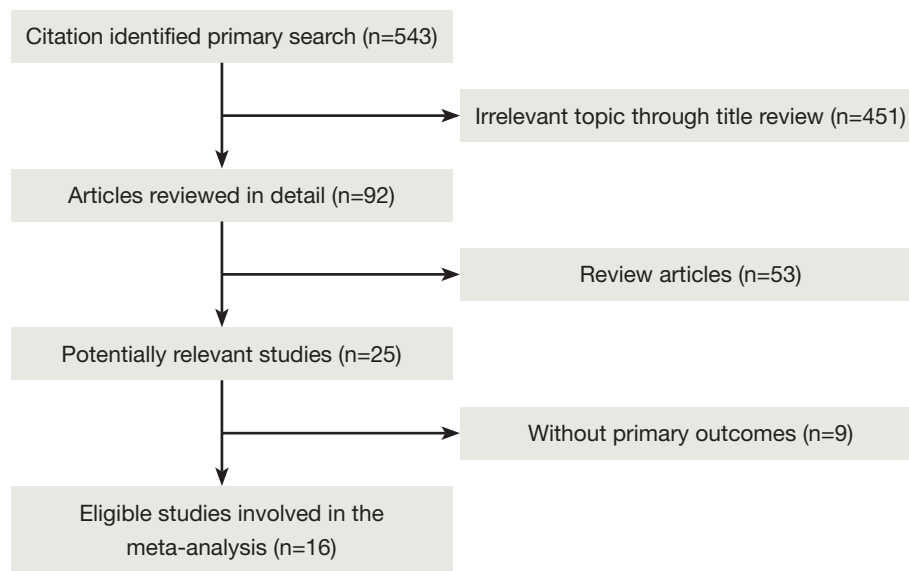 Citation identified primary search (n=543)
Irrelevant topic through title review (n=451)
Articles reviewed in detail (n=92)
Review articles (n=53)
Potentially relevant studies (n=25)
Without primary outcomes (n=9)
Eligible studies involved in the
meta-analysis (n=16)